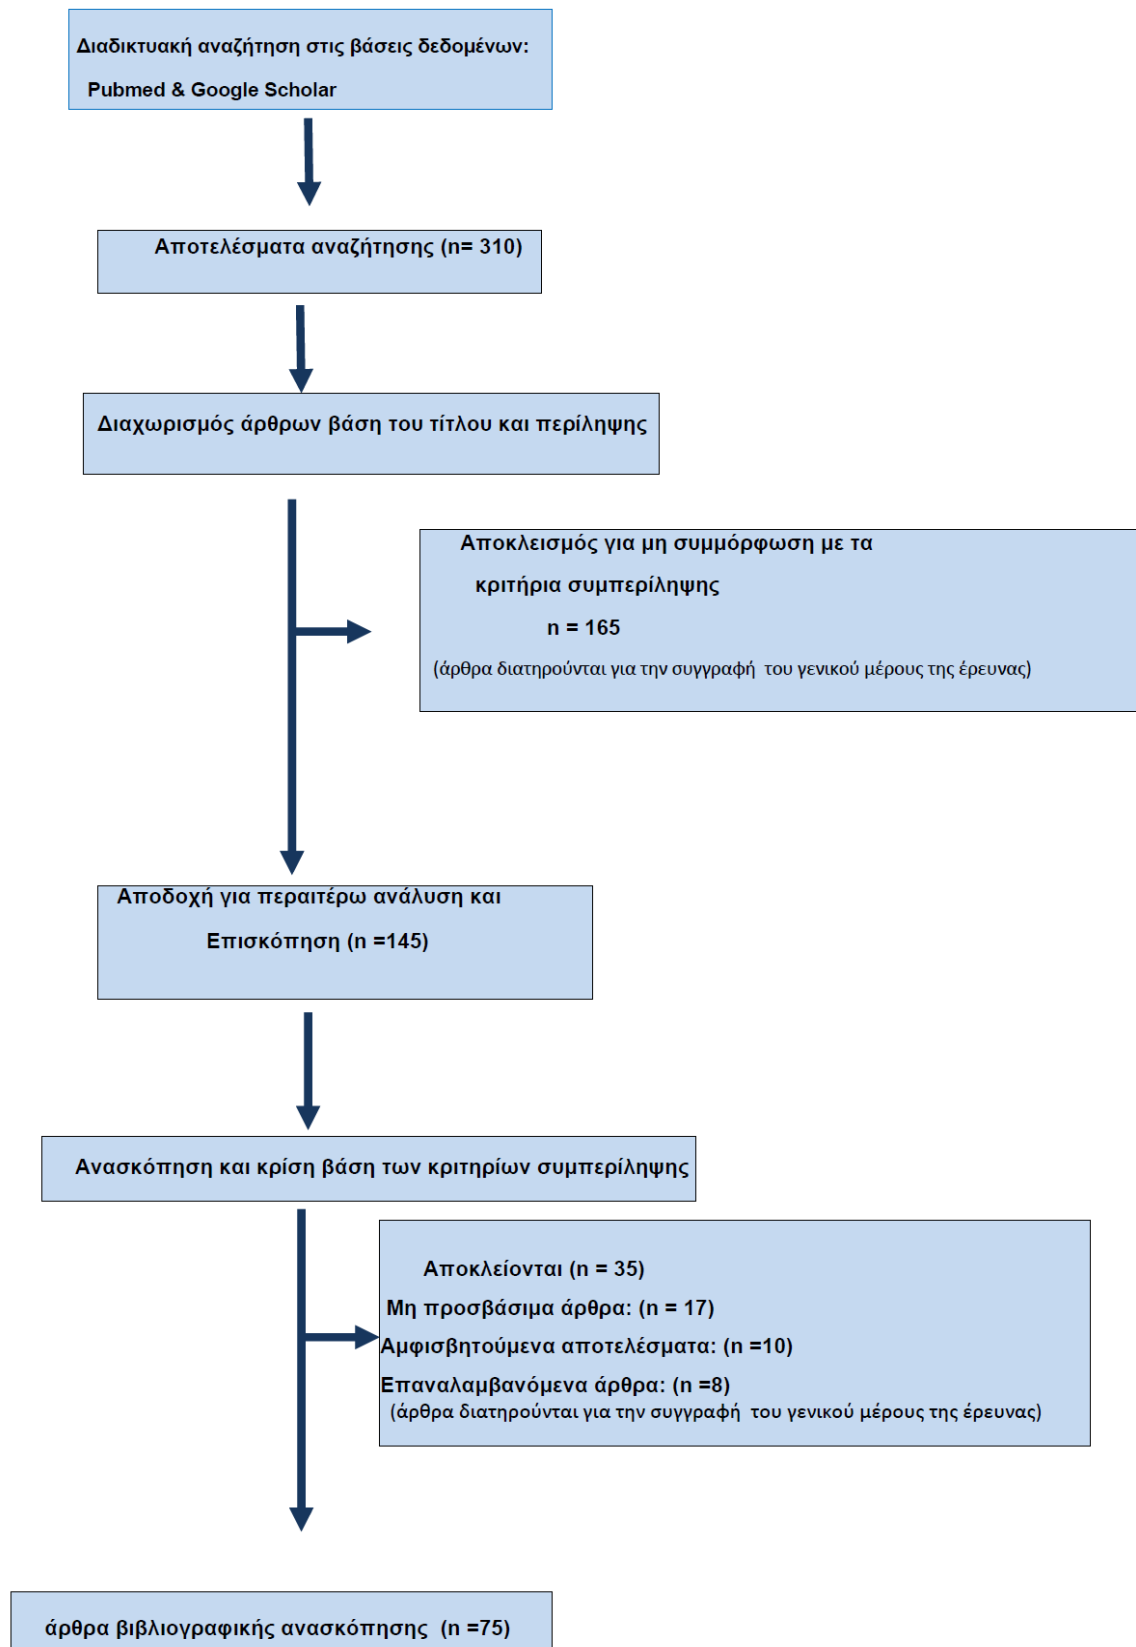 Διαδικτυακή αναζήτηση στις βάσεις δεδομένων:
Pubmed & Google Scholar
Αποτελέσματα αναζήτησης (n= 310)
Διαχωρισμός άρθρων βάση του τίτλου και περίληψης
Αποκλεισμός για μη συμμόρφωση με τα
κριτήρια συμπερίληψης
n = 165
(άρθρα διατηρούνται για την συγγραφή του γενικού μέρους της έρευνας)
Αποδοχή για περαιτέρω ανάλυση και
Επισκόπηση (n =145)
Ανασκόπηση και κρίση βάση των κριτηρίων συμπερίληψης
Αποκλείονται (n = 35)
Μη προσβάσιμα άρθρα: (n = 17)
Αμφισβητούμενα αποτελέσματα: (n =10)
Επαναλαμβανόμενα άρθρα: (n =8)
(άρθρα διατηρούνται για την συγγραφή του γενικού μέρους της έρευνας)
άρθρα βιβλιογραφικής ανασκόπησης (n =75)